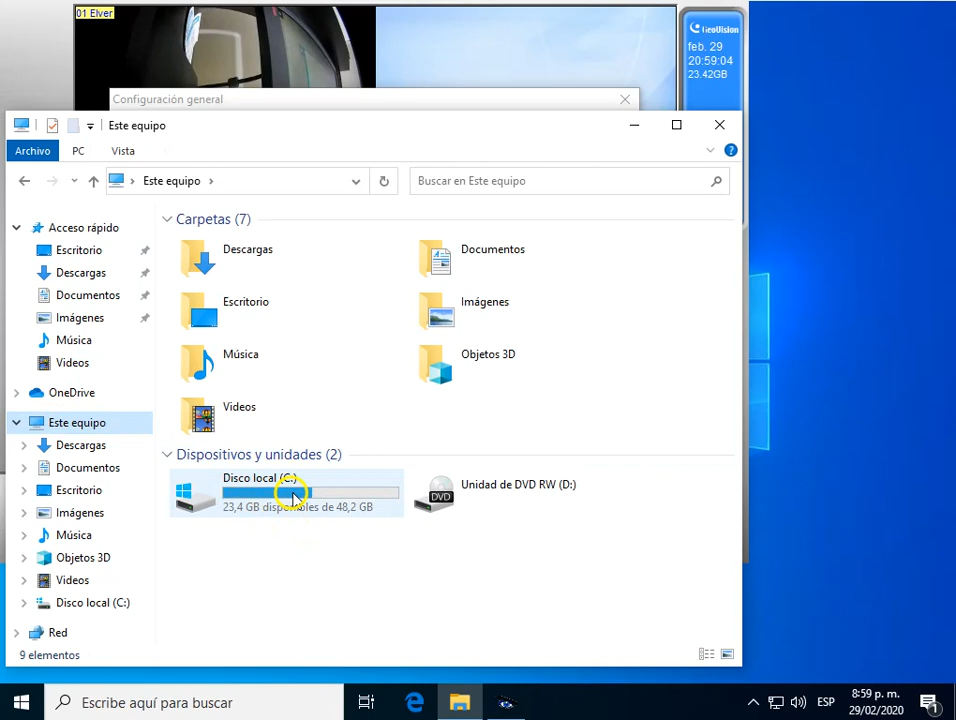 01 Elver
GeoVision
feb. 29
20:59:04
23.42GB
Configuración general
Este equipo
Archivo
PC
Vista
Este equipo
Buscar en Este equipo
Acceso rápido
Escritorio
Descargas
Documentos
Imágenes
Música
Videos
OneDrive
Este equipo
Descargas
Documentos
Escritorio
Imágenes
Música
Objetos 3D
Videos
Disco local (C:)
Red
Carpetas (7)
Descargas
Documentos
Escritorio
Imágenes
Música
Objetos 3D
Videos
Dispositivos y unidades (2)
Disco local (C:)
23,4 GB disponibles de 48,2 GB
DVD
Unidad de DVD RW (D:)
9 elementos
Escribe aquí para buscar
ESP
8:59 p. m.
29/02/2020
1